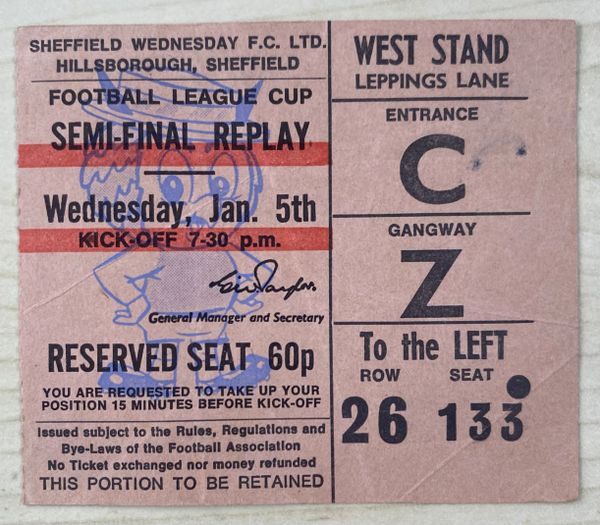 SHEFFIELD WEDNESDAY F.C. LTD.
HILLSBOROUGH, SHEFFIELD
FOOTBALL LEAGUE CUP
SEMI-FINAL REPLAY
Wednesday, Jan. 5th
KICK-OFF 7-30 p.m.
Eric Taylor.
General Manager and Secretary
RESERVED SEAT 60p
YOU ARE REQUESTED TO TAKE UP YOUR
POSITION 15 MINUTES BEFORE KICK-OFF
Issued subject to the Rules, Regulations and
Bye-Laws of the Football Association
No Ticket exchanged nor money refunded
THIS PORTION TO BE RETAINED
WEST STAND
LEPPINGS LANE
ENTRANCE
C
GANGWAY
Z
To the LEFT
ROW SEAT
26 133